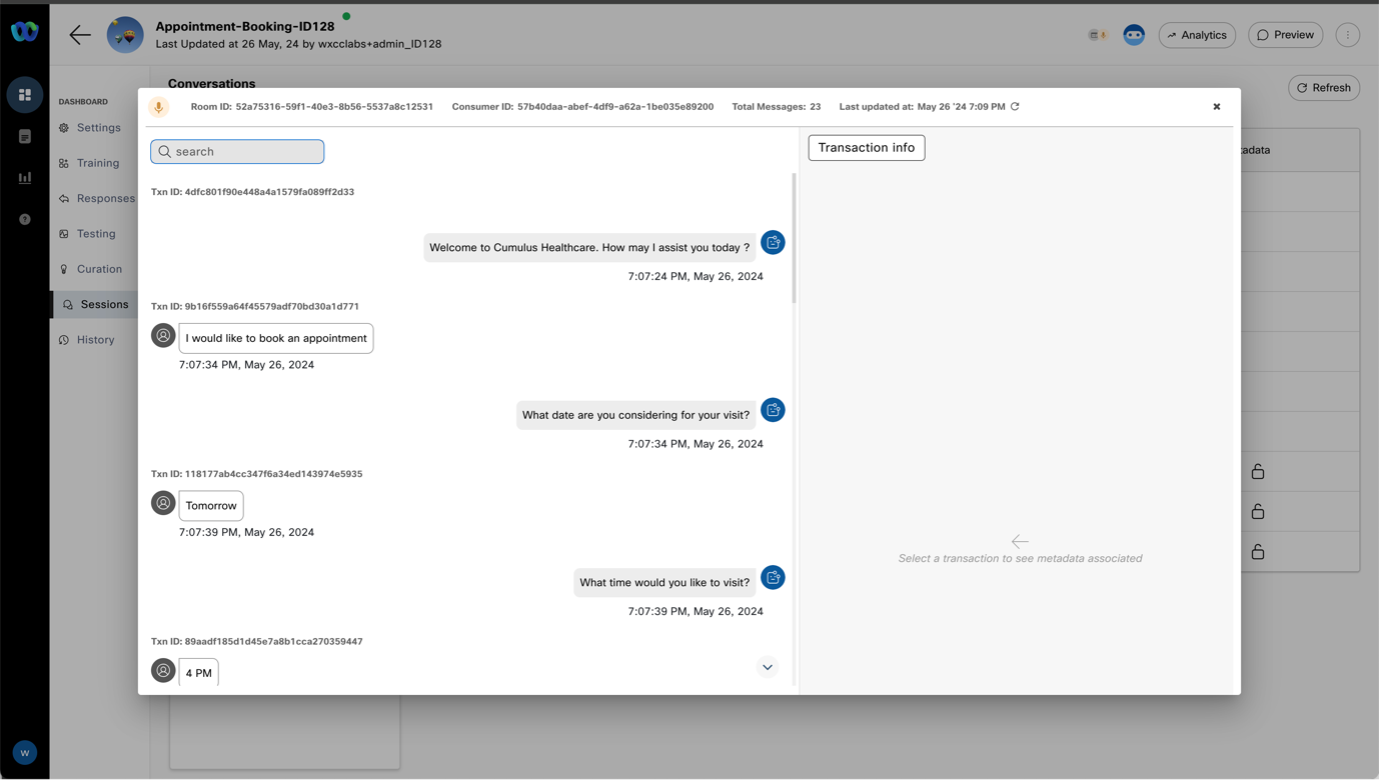 Appointment-Booking-ID128
Last Updated at 26 May, 24 by wxcclabs+admin_ID128
Analytics
Preview
Conversations
Refresh
DASHBOARD
Settings
Training
Responses
Testing
Curation
Sessions
History
Room ID: 52a75316-59f1-40e3-8b56-5537a8c12531 Consumer ID: 57b40daa-abef-4df9-a62a-1be035e89200 Total Messages: 23 Last updated at: May 26 '24 7:09 PM
search
Transaction info
adata
Txn ID: 4dfc801f90e448a4a1579fa089ff2d33
Welcome to Cumulus Healthcare. How may I assist you today ?
7:07:24 PM, May 26, 2024
Txn ID: 9b16f559a64f45579adf70bd30a1d771
I would like to book an appointment
7:07:34 PM, May 26, 2024
What date are you considering for your visit?
7:07:34 PM, May 26, 2024
Txn ID: 118177ab4cc347f6a34ed143974e5935
Tomorrow
7:07:39 PM, May 26, 2024
What time would you like to visit?
7:07:39 PM, May 26, 2024
Txn ID: 89aadf185d1d45e7a8b1cca270359447
4 PM
Select a transaction to see metadata associated
W